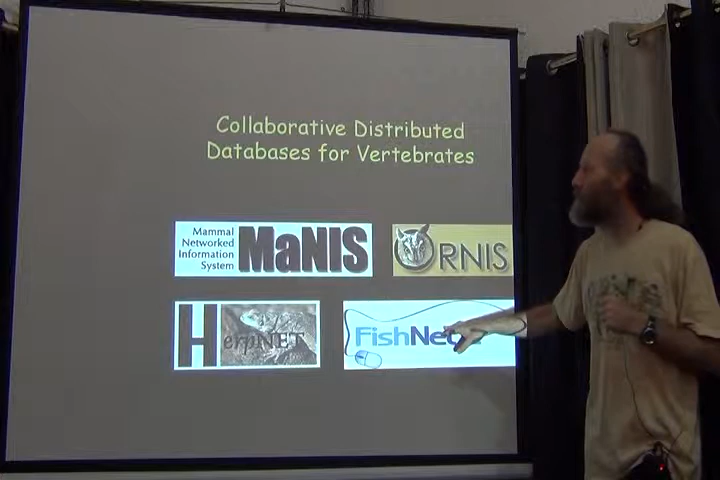 Collaborative Distributed
Databases for Vertebrates
Mammal
Networked
Information
System
MaNIS
ORNIS
HerpNET
FishNet